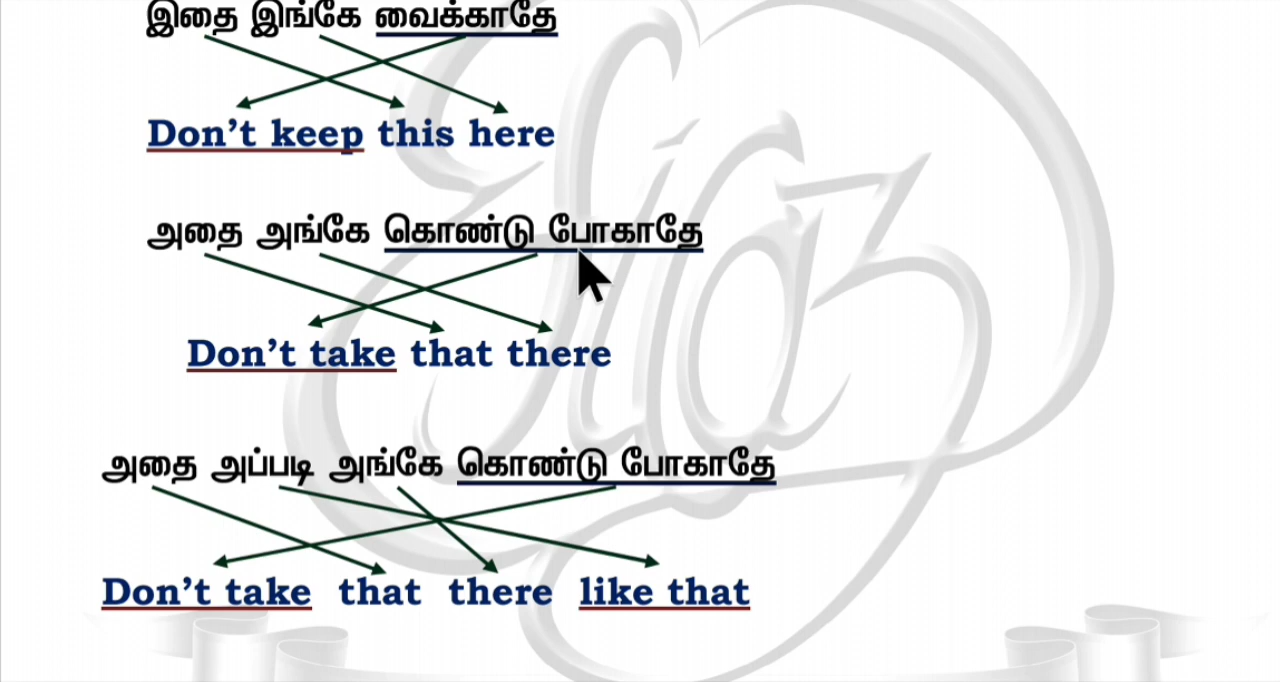 இதை இங்கே வைக்காதே
Don't keep this here
அதை அங்கே கொண்டு போகாதே
Don't take that there
அதை அப்படி அங்கே கொண்டு போகாதே
Don't take that there like that